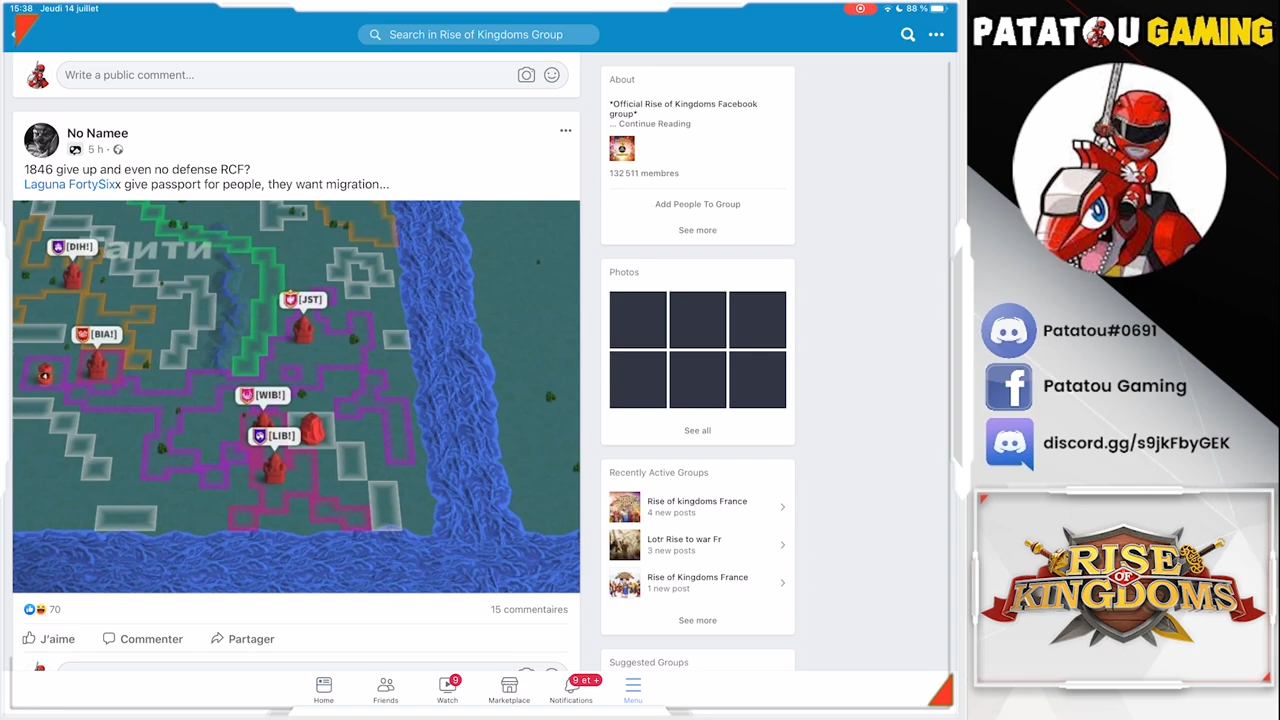 15:38 Jeudi 14 juillet
88 %
Search in Rise of Kingdoms Group
Write a public comment...
No Namee
5 h
1846 give up and even no defense RCF?
Laguna FortySixx give passport for people, they want migration...
[DIH!]
аити
[JST]
[BIA!]
[WIB!]
[LIB!]
70
15 commentaires
J'aime
Commenter
Partager
About
*Official Rise of Kingdoms Facebook
group*
... Continue Reading
132 511 membres
Add People To Group
See more
Photos
See all
Recently Active Groups
Rise of kingdoms France
4 new posts
Lotr Rise to war Fr
3 new posts
Rise of Kingdoms France
1 new post
See more
Suggested Groups
Home
Friends
9
Watch
Marketplace
9 et +
Notifications
Menu
PATATOU GAMING
Patatou#0691
Patatou Gaming
discord.gg/s9jkFbyGEK
RISE
OF
KINGDOMS